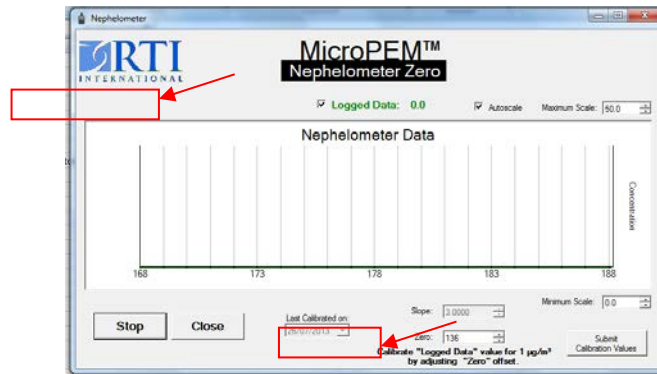 Nephelometer
RTI
INTERNATIONAL
MicroPEM™
Nephelometer Zero
Logged Data: 0.0
Autoscale
Maximum Scale: 50.0
Nephelometer Data
Concentration
168 173 178 183 188
Minimum Scale: 0.0
Stop
Close
Last Calibrated on:
26/07/2013
Slope: 3.0000
Zero: 136
Calibrate "Logged Data" value for 1 µg/m³
by adjusting "Zero" offset.
Submit
Calibration Values